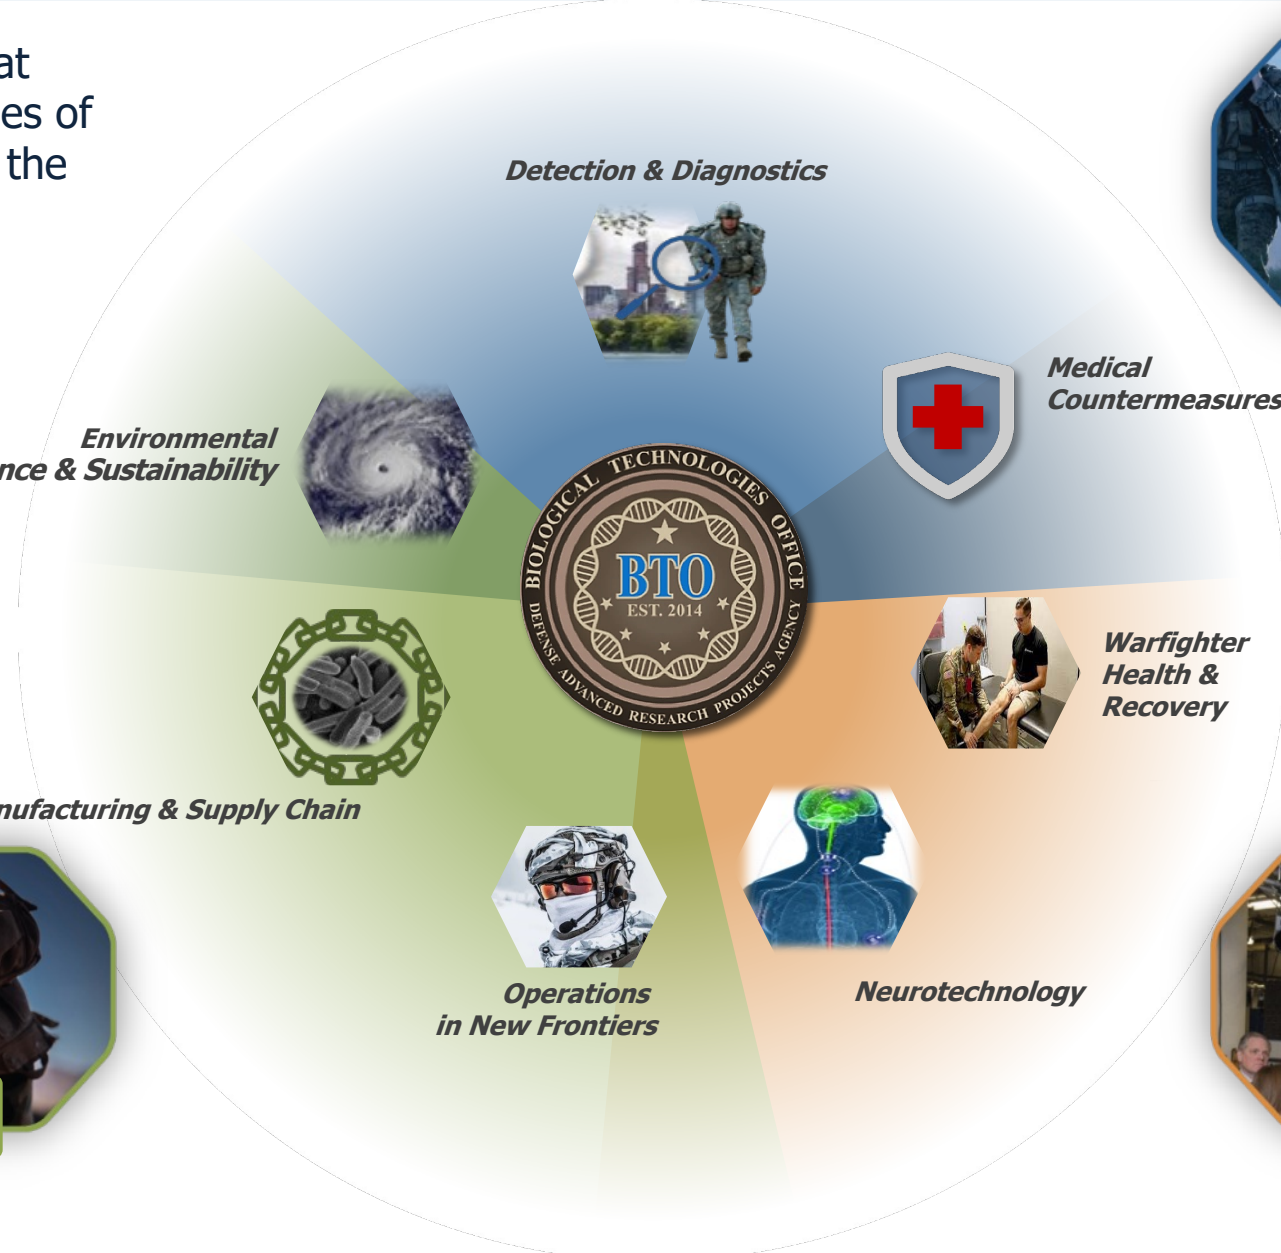 at
es of
the
Detection & Diagnostics
Medical
Countermeasures
Environmental
nce & Sustainability
BIOLOGICAL TECHNOLOGIES OFFICE
BTO
EST. 2014
DEFENSE ADVANCED RESEARCH PROJECTS AGENCY
Warfighter
Health &
Recovery
nufacturing & Supply Chain
Operations
in New Frontiers
Neurotechnology